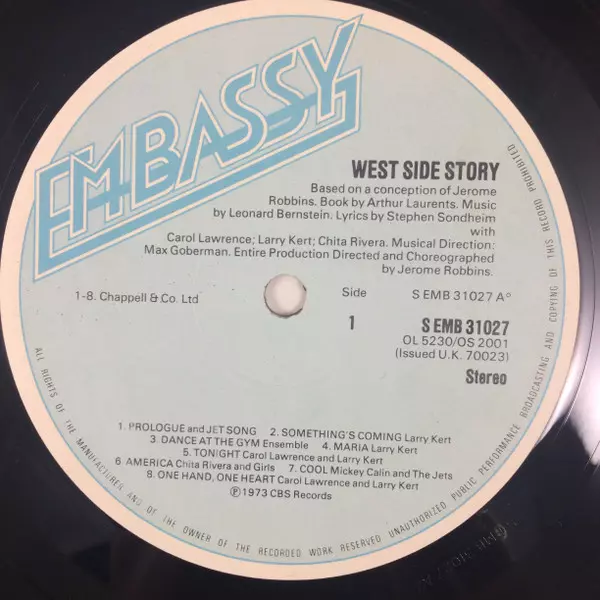 EMBASSY
WEST SIDE STORY
Based on a conception of Jerome
Robbins. Book by Arthur Laurents. Music
by Leonard Bernstein. Lyrics by Stephen Sondheim
with
Carol Lawrence; Larry Kert; Chita Rivera. Musical Direction:
Max Goberman. Entire Production Directed and Choreographed
by Jerome Robbins.
1-8. Chappell & Co. Ltd
Side
S EMB 31027 A°
1
S EMB 31027
OL 5230/OS 2001
(Issued U.K. 70023)
Stereo
1. PROLOGUE and JET SONG 2. SOMETHING'S COMING Larry Kert
3. DANCE AT THE GYM Ensemble 4. MARIA Larry Kert
5. TONIGHT Carol Lawrence and Larry Kert
6. AMERICA Chita Rivera and Girls 7. COOL Mickey Calin and The Jets
8. ONE HAND, ONE HEART Carol Lawrence and Larry Kert
℗ 1973 CBS Records
ALL RIGHTS OF THE MANUFACTURER AND OF THE OWNER OF THE RECORDED WORK RESERVED UNAUTHORIZED PUBLIC PERFORMANCE BROADCASTING AND COPYING OF THIS RECORD PROHIBITED